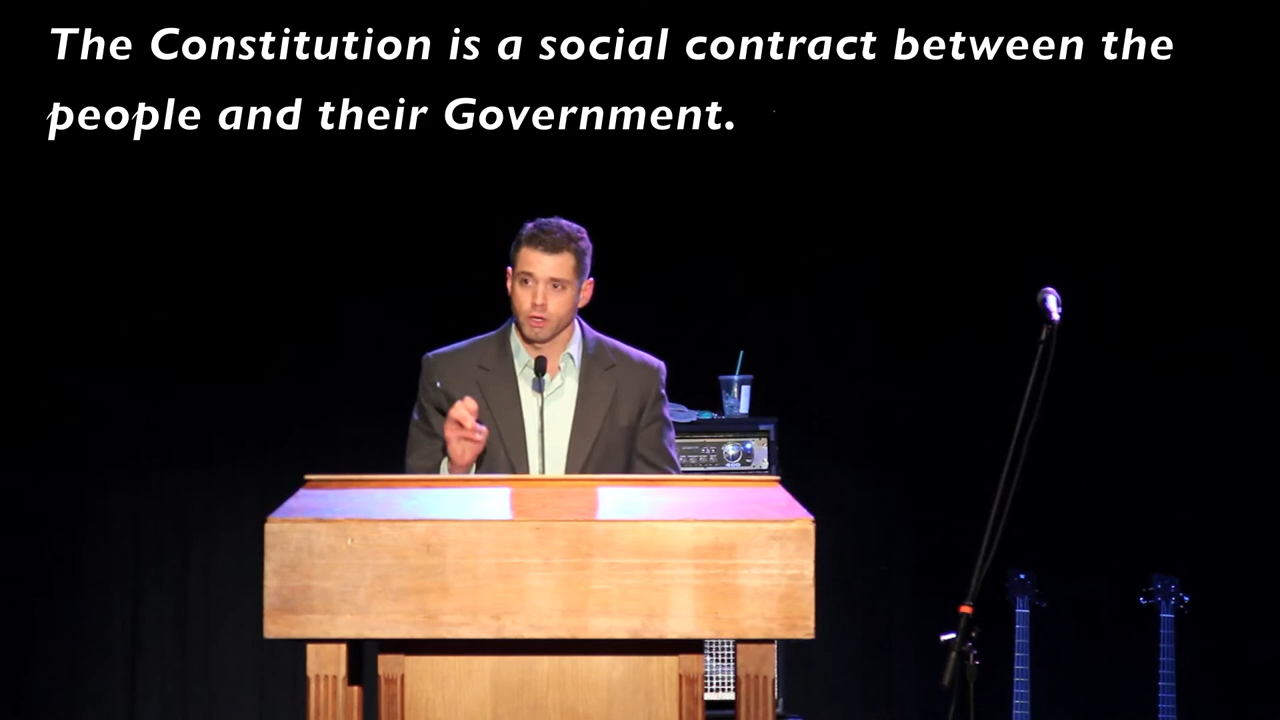 The Constitution is a social contract between the
people and their Government.